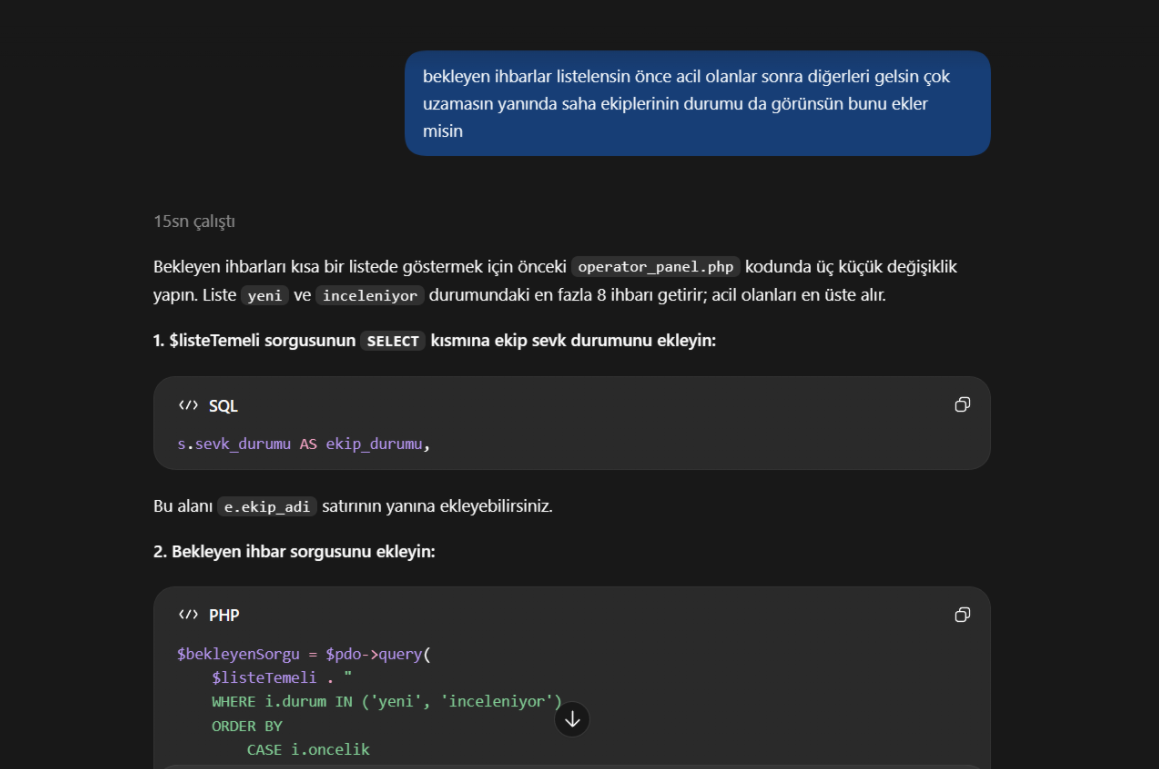 bekleyen ihbarlar listelensin önce acil olanlar sonra diğerleri gelsin çok
uzamasın yanında saha ekiplerinin durumu da görünsün bunu ekler
misin
15sn çalıştı
Bekleyen ihbarları kısa bir listede göstermek için önceki operator_panel.php kodunda üç küçük değişiklik
yapın. Liste yeni ve inceleniyor durumundaki en fazla 8 ihbarı getirir; acil olanları en üste alır.
1. $listeTemeli sorgusunun SELECT kısmına ekip sevk durumunu ekleyin:
SQL
s.sevk_durumu AS ekip_durumu,
Bu alanı e.ekip_adi satırının yanına ekleyebilirsiniz.
2. Bekleyen ihbar sorgusunu ekleyin:
PHP
$bekleyenSorgu = $pdo->query(
    $listeTemeli . "
    WHERE i.durum IN ('yeni', 'inceleniyor')
    ORDER BY
        CASE i.oncelik